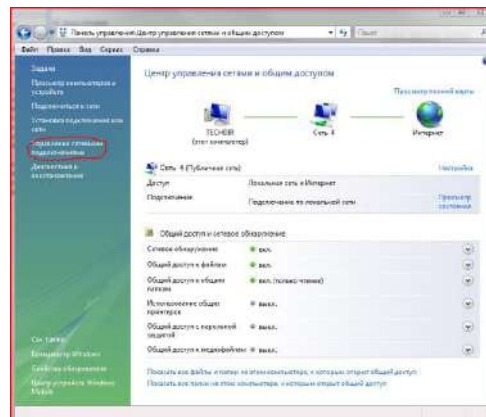 Панель управления\Центр управления сетями и общим доступом
Файл Правка Вид Сервис Справка
Задачи
Просмотр компьютеров и
устройств
Подключиться к сети
Установка подключения или
сети
Управление сетевыми
подключениями
Диагностика и
восстановление
Центр управления сетями и общим доступом
Просмотр полной карты
(этот компьютер)
Сеть 4
Интернет
Сеть 4 (Публичная сеть)
Настройка
Доступ
Локальная сеть и Интернет
Подключение
Подключение по локальной сети
Просмотр
состояния
Общий доступ и сетевое обнаружение
Сетевое обнаружение вкл.
Общий доступ к файлам вкл.
Общий доступ к общим
папкам
вкл. (только чтение)
Использование общих
принтеров
выкл.
Общий доступ с парольной
защитой
выкл.
Общий доступ к медиафайлам выкл.
Показать все файлы и папки на этом компьютере, к которым открыт общий доступ
Показать все папки на этом компьютере, к которым открыт общий доступ
См. также
Брандмауэр Windows
Свойства обозревателя
Центр устройств Windows
Mobile